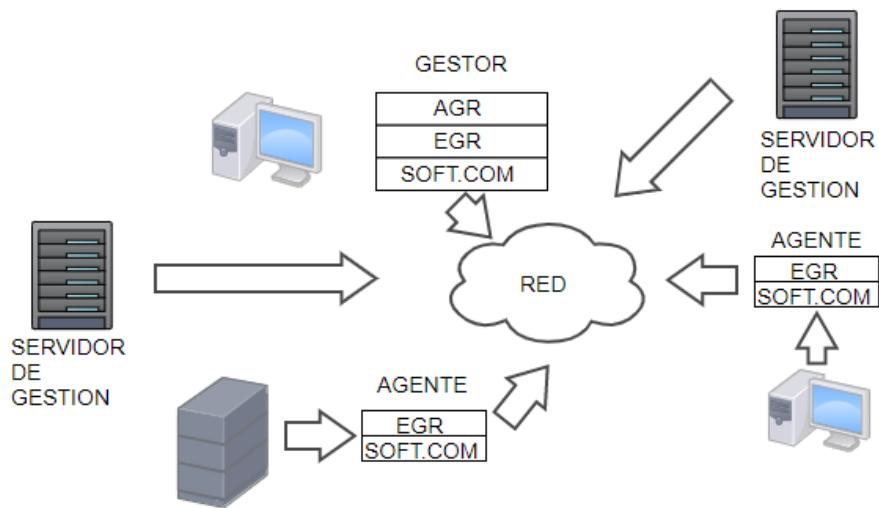 GESTOR
AGR
EGR
SOFT.COM
SERVIDOR
DE
GESTION
AGENTE
EGR
SOFT.COM
RED
SERVIDOR
DE
GESTION
AGENTE
EGR
SOFT.COM